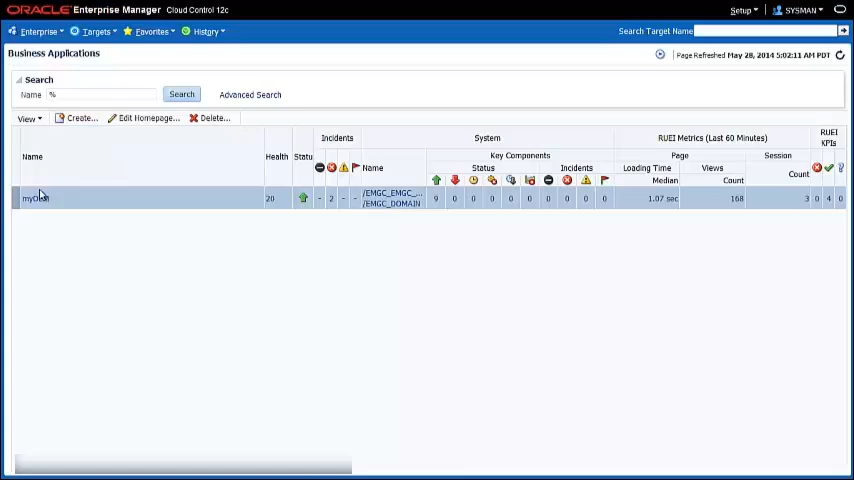 ORACLE Enterprise Manager Cloud Control 12c
Setup SYSMAN
Enterprise Targets Favorites History Search Target Name
Business Applications
Page Refreshed May 28, 2014 5:02:11 AM PDT
Search
Name % Search Advanced Search
View Create... Edit Homepage... Delete...
Incidents System RUEI Metrics (Last 60 Minutes) RUEI KPIs
Name Health Statu Key Components Page Session
Name Status Incidents Loading Time Views Count
Median Count
20 - 2 - - /EMGC_EMGC_... 9 0 0 0 0 0 0 0 0 0 1.07 sec 168 3 0 4 0
/EMGC_DOMAIN